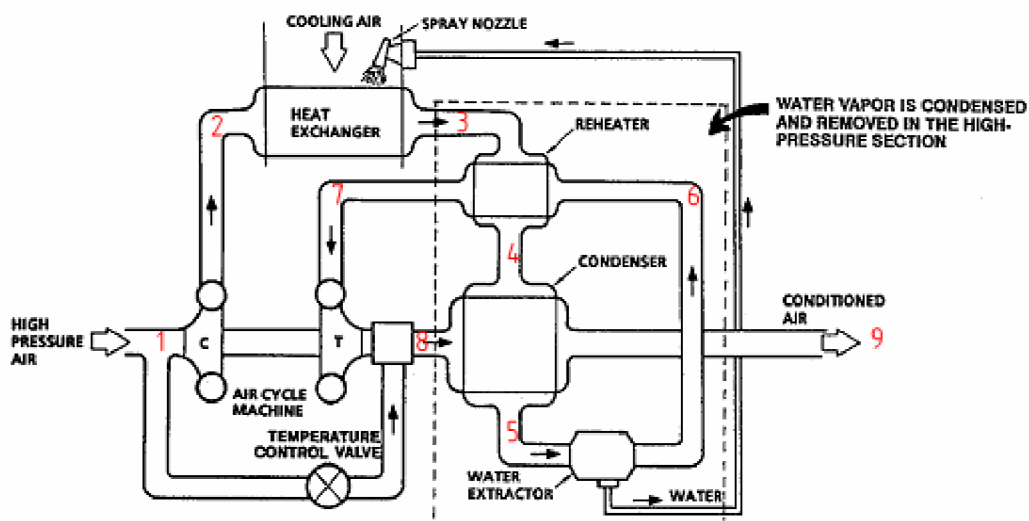 COOLING AIR
SPRAY NOZZLE
HEAT
EXCHANGER
2
3
REHEATER
WATER VAPOR IS CONDENSED
AND REMOVED IN THE HIGH-
PRESSURE SECTION
7
6
4
CONDENSER
HIGH
PRESSURE
AIR
1
C
T
8
CONDITIONED
AIR
9
AIR CYCLE
MACHINE
TEMPERATURE
CONTROL VALVE
5
WATER
EXTRACTOR
WATER